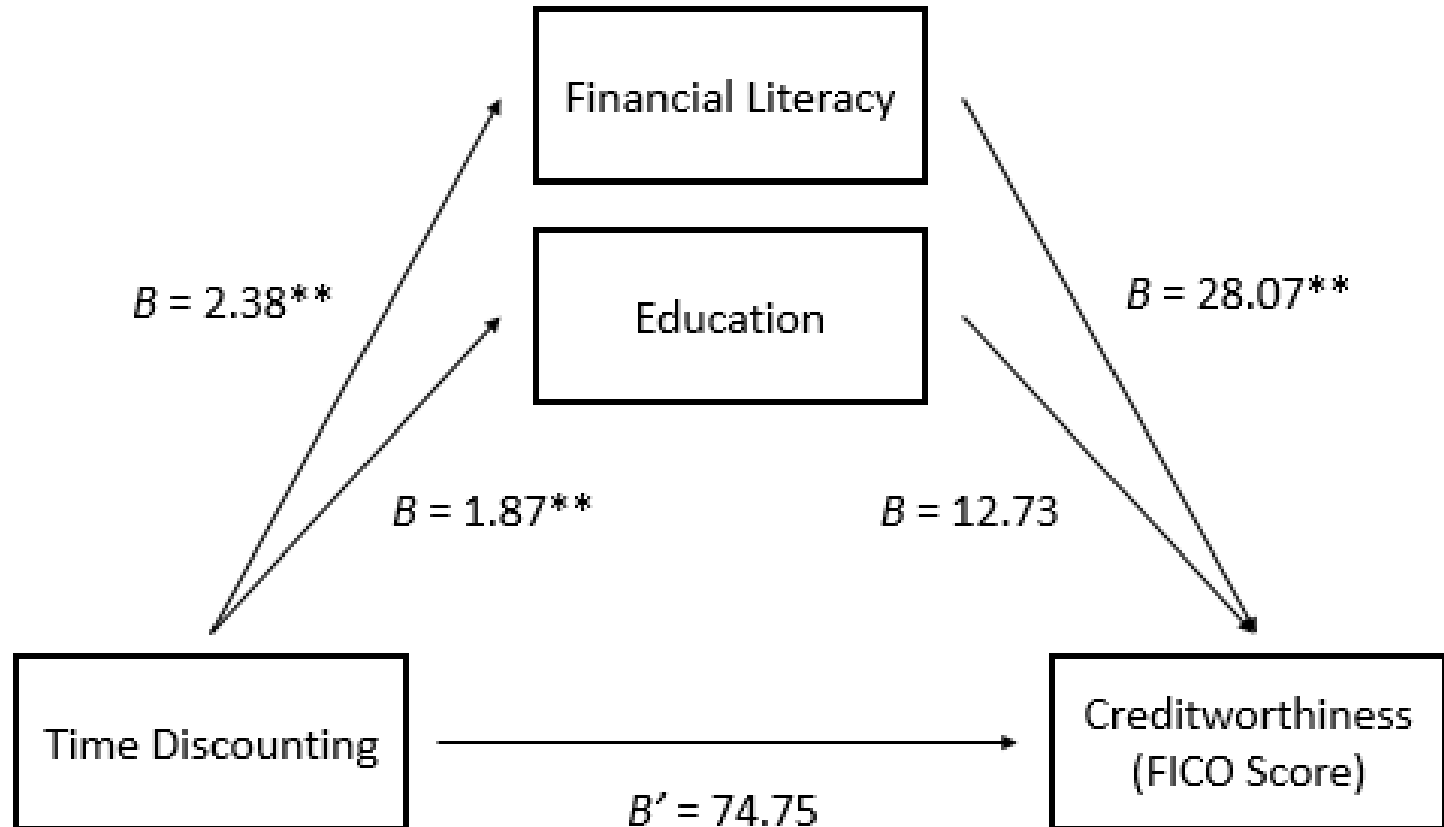 Financial Literacy
B = 2.38**
Education
B = 28.07**
B = 1.87**
B = 12.73
Time Discounting
Creditworthiness
(FICO Score)
B′ = 74.75